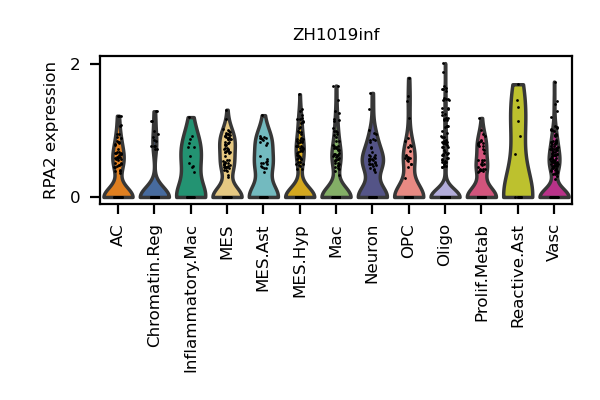 ZH1019inf
RPA2 expression
2
0
AC
Chromatin.Reg
Inflammatory.Mac
MES
MES.Ast
MES.Hyp
Mac
Neuron
OPC
Oligo
Prolif.Metab
Reactive.Ast
Vasc